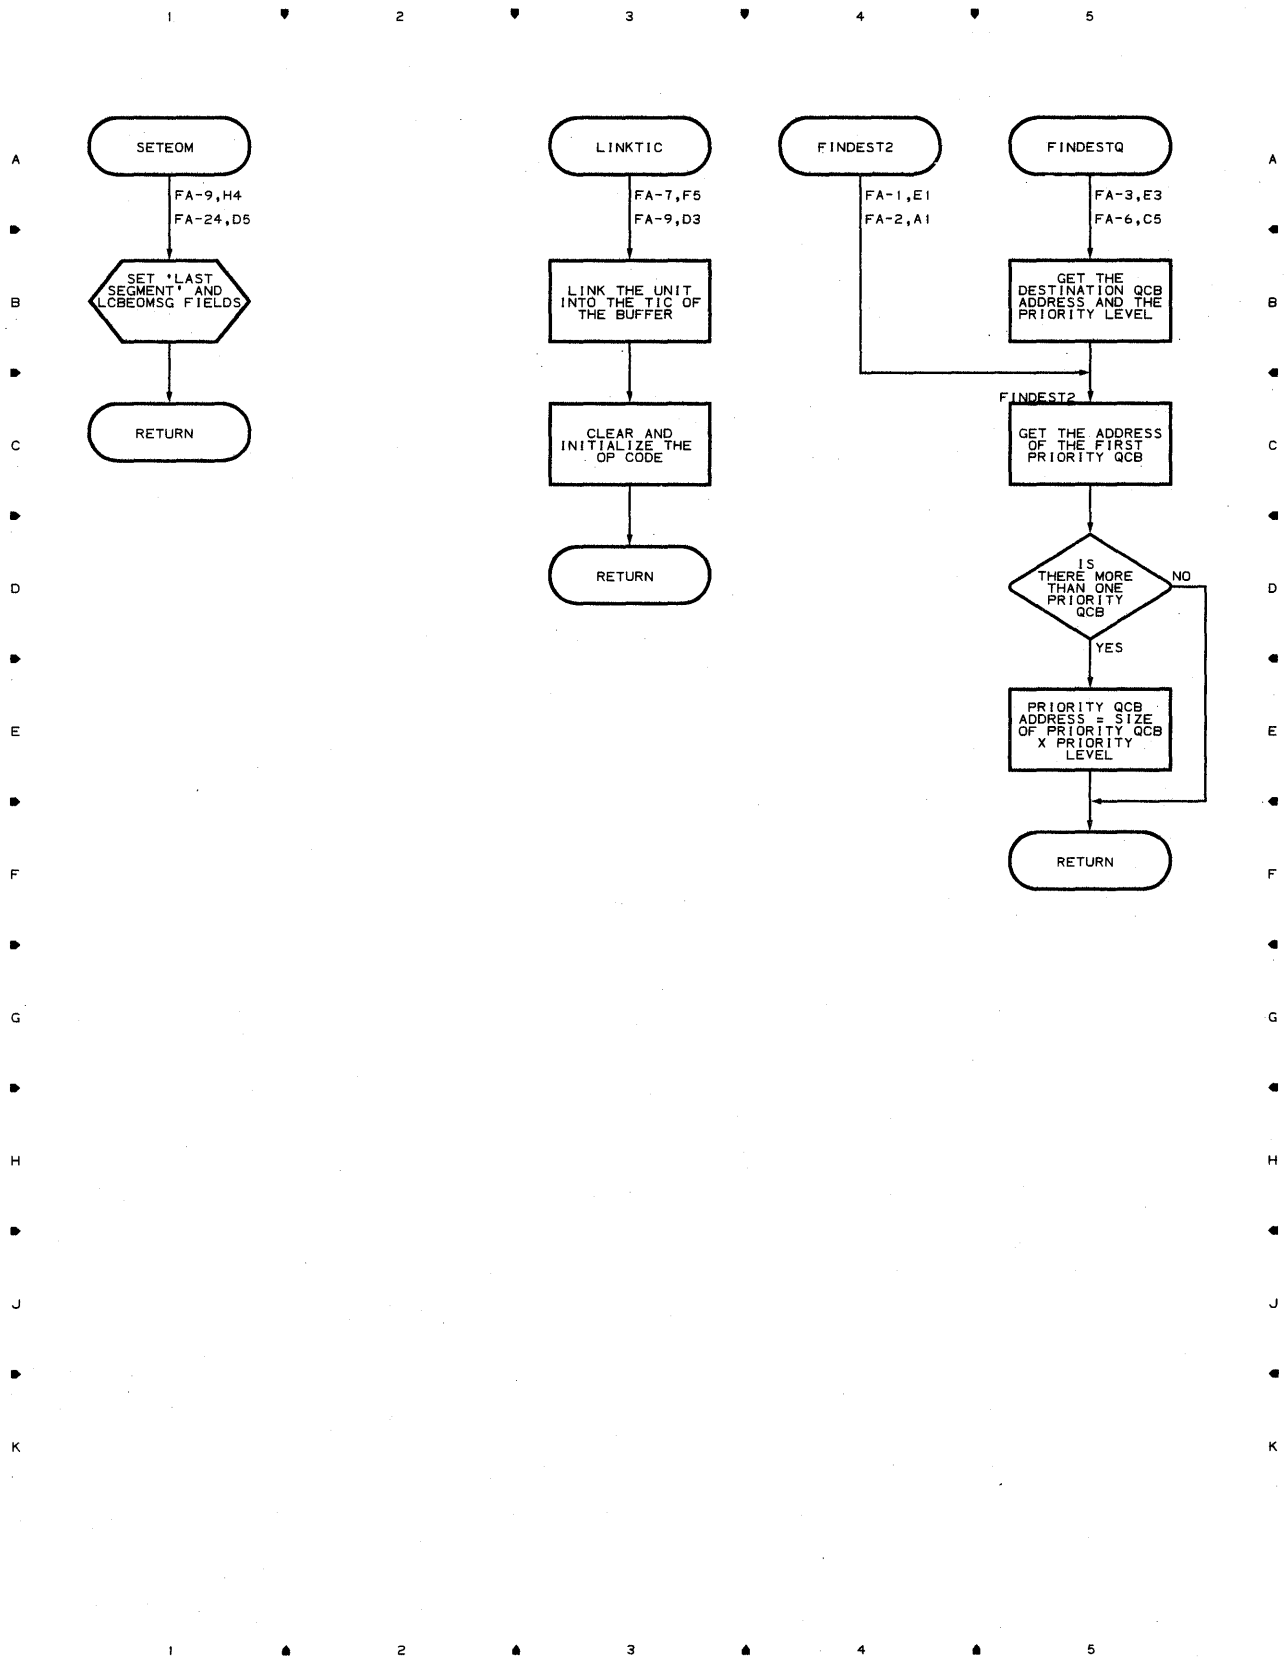 1 2 3 4 5
SETEOM
LINKTIC
FINDEST2
FINDESTQ
A
A
FA-9,H4
FA-24,D5
FA-7,F5
FA-9,D3
FA-1,E1
FA-2,A1
FA-3,E3
FA-6,C5
SET 'LAST
SEGMENT' AND
LCBEOMSG FIELDS
LINK THE UNIT
INTO THE TIC OF
THE BUFFER
GET THE
DESTINATION QCB
ADDRESS AND THE
PRIORITY LEVEL
B
B
FINDEST2
RETURN
CLEAR AND
INITIALIZE THE
OP CODE
GET THE ADDRESS
OF THE FIRST
PRIORITY QCB
C
C
RETURN
IS
THERE MORE
THAN ONE
PRIORITY
QCB
NO
D
D
YES
PRIORITY QCB
ADDRESS = SIZE
OF PRIORITY QCB
X PRIORITY
LEVEL
E
E
RETURN
F
F
G
G
H
H
J
J
K
K
1 2 3 4 5